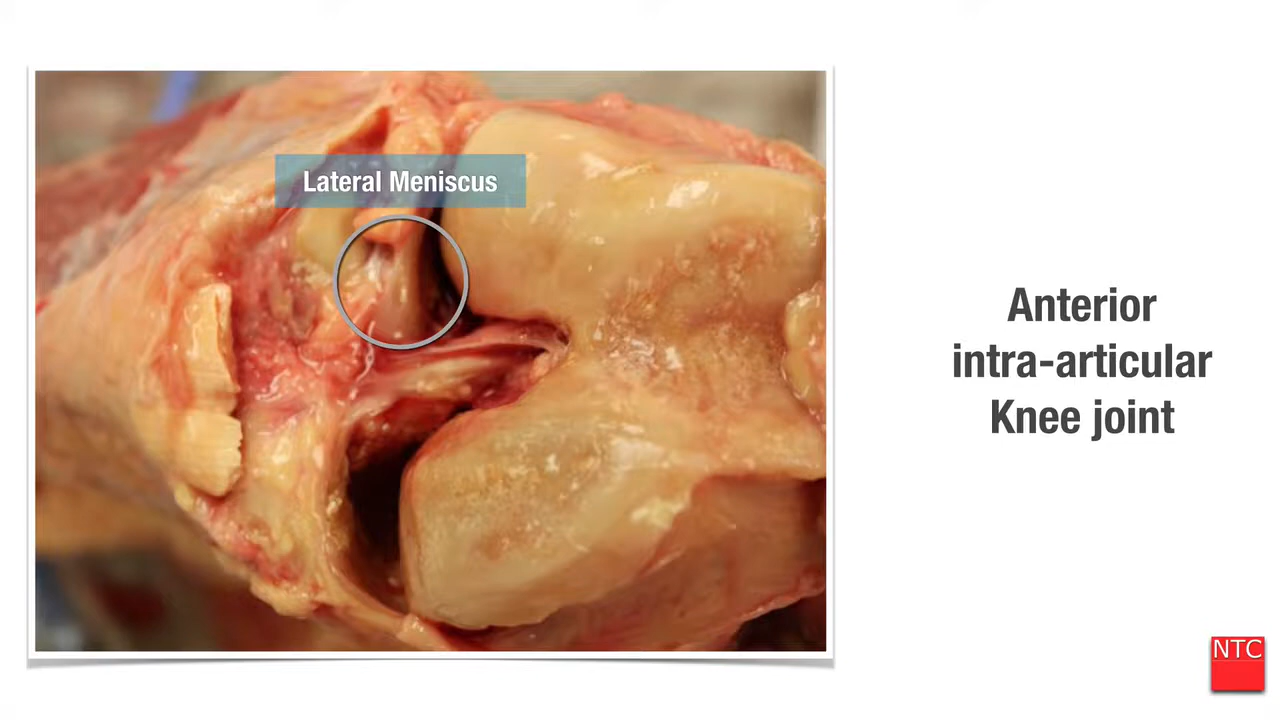 Lateral Meniscus
Anterior
intra-articular
Knee joint
NTC